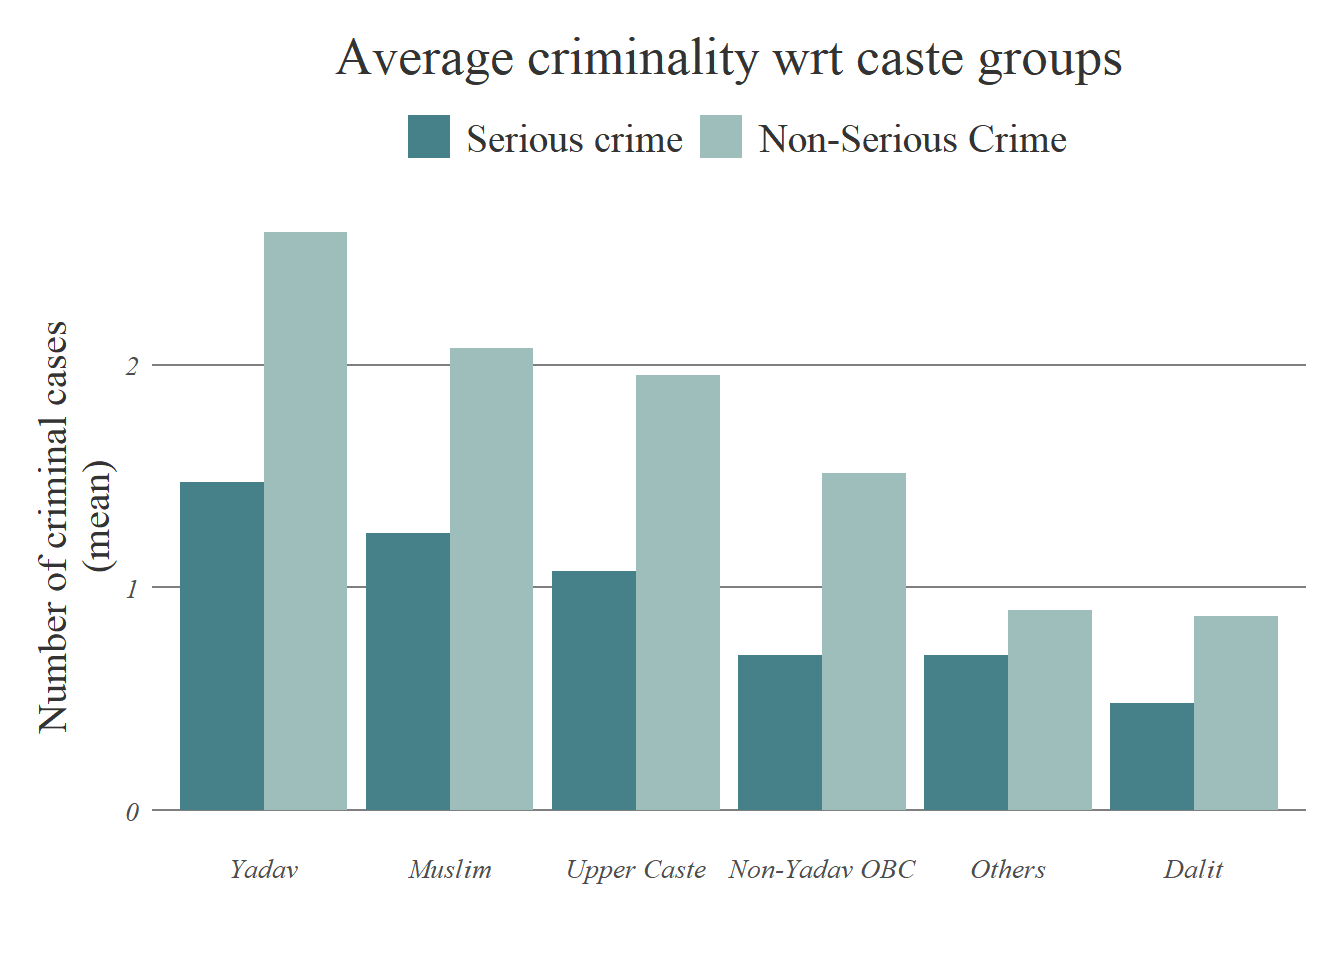 Average criminality wrt caste groups
Serious crime Non-Serious Crime
Number of criminal cases
(mean)
2
1
0
Yadav Muslim Upper Caste Non-Yadav OBC Others Dalit